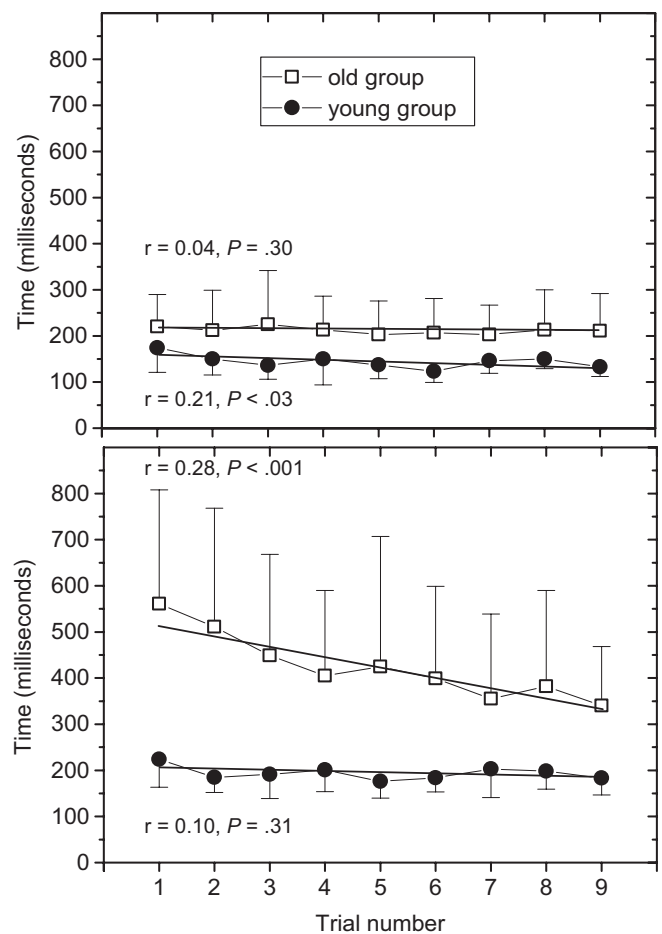 800
700
600
500
400
300
200
100
0
Time (milliseconds)
old group
young group
r = 0.04, P = .30
r = 0.21, P < .03
800
700
600
500
400
300
200
100
0
Time (milliseconds)
r = 0.28, P < .001
r = 0.10, P = .31
1 2 3 4 5 6 7 8 9
Trial number